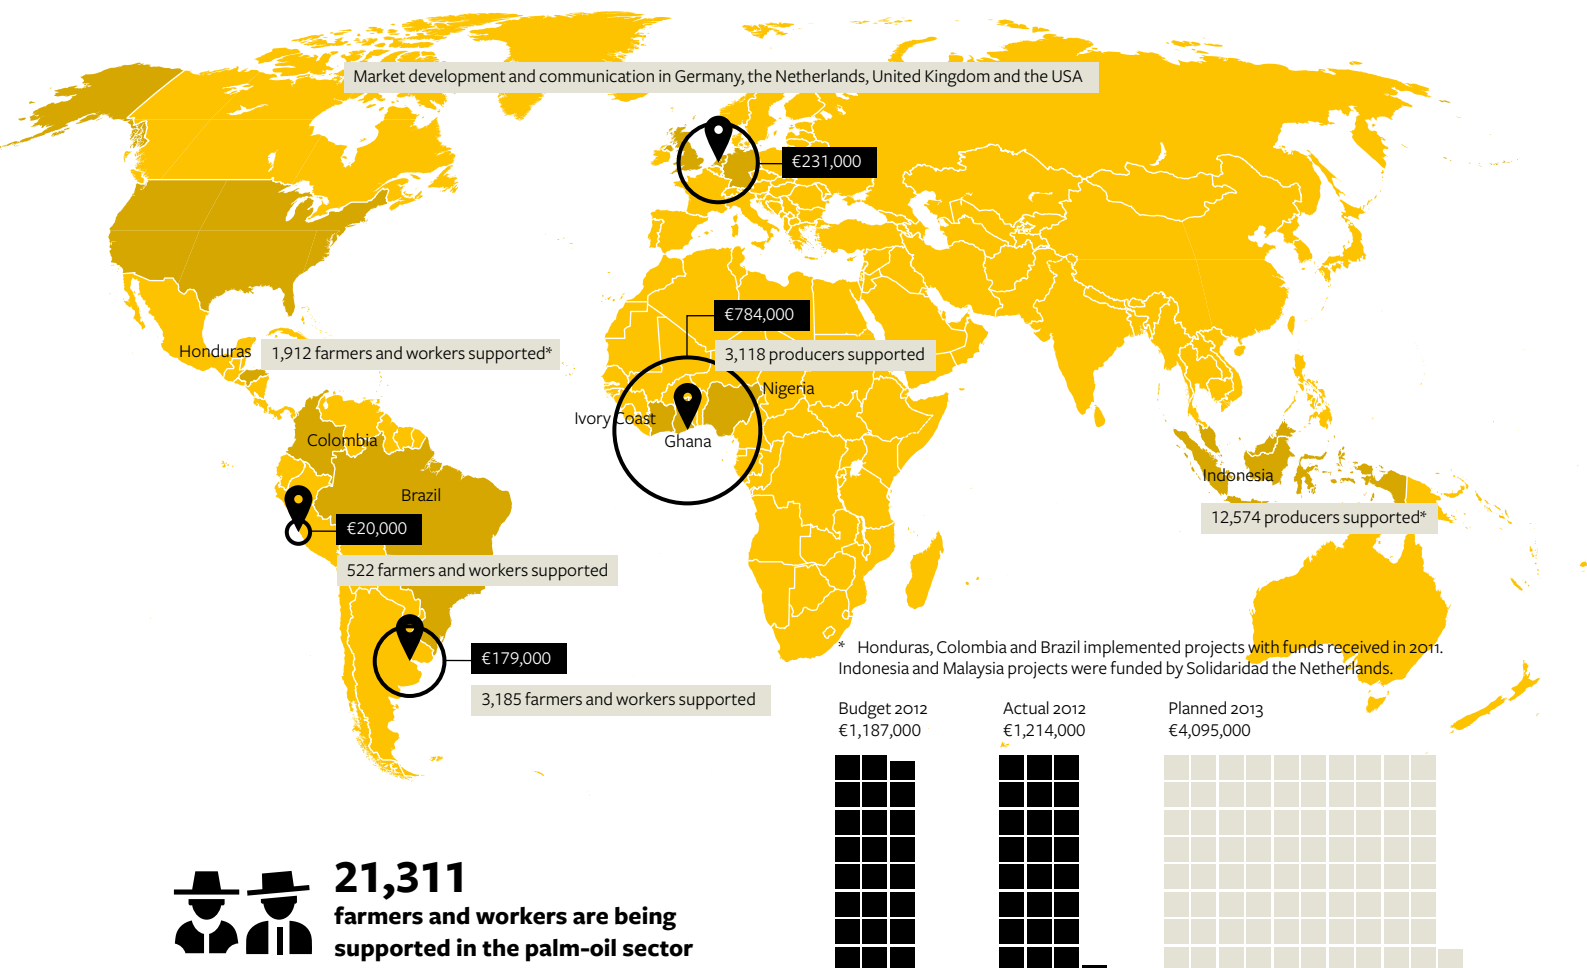 Market development and communication in Germany, the Netherlands, United Kingdom and the USA
€231,000
€784,000
3,118 producers supported
Honduras
1,912 farmers and workers supported*
Nigeria
Ivory Coast
Ghana
Colombia
Brazil
Indonesia
12,574 producers supported*
€20,000
522 farmers and workers supported
€179,000
3,185 farmers and workers supported
* Honduras, Colombia and Brazil implemented projects with funds received in 2011.
Indonesia and Malaysia projects were funded by Solidaridad the Netherlands.
Budget 2012
€1,187,000
Actual 2012
€1,214,000
Planned 2013
€4,095,000
21,311
farmers and workers are being
supported in the palm-oil sector